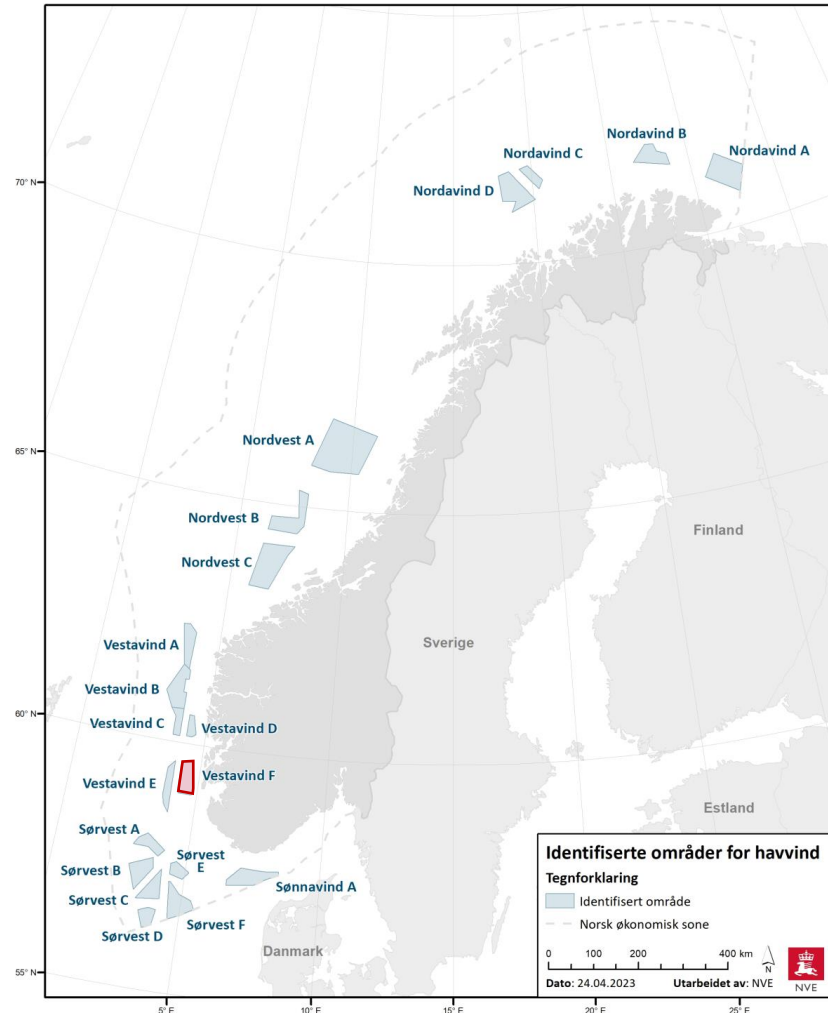 Nordavind B
Nordavind A
Nordavind C
Nordavind D
70° N
Nordvest A
65° N
Nordvest B
Finland
Nordvest C
Sverige
Vestavind A
Vestavind B
60° N
Vestavind C
Vestavind D
Vestavind E
Vestavind F
Estland
Sørvest A
Sørvest
E
Sørvest B
Sønnavind A
Sørvest C
Sørvest F
Sørvest D
Danmark
55° N
Identifiserte områder for havvind
Tegnforklaring
Identifisert område
Norsk økonomisk sone
0 100 200 400 km
N
Dato: 24.04.2023 Utarbeidet av: NVE
NVE
5° E 10° E 15° E 20° E 25° E